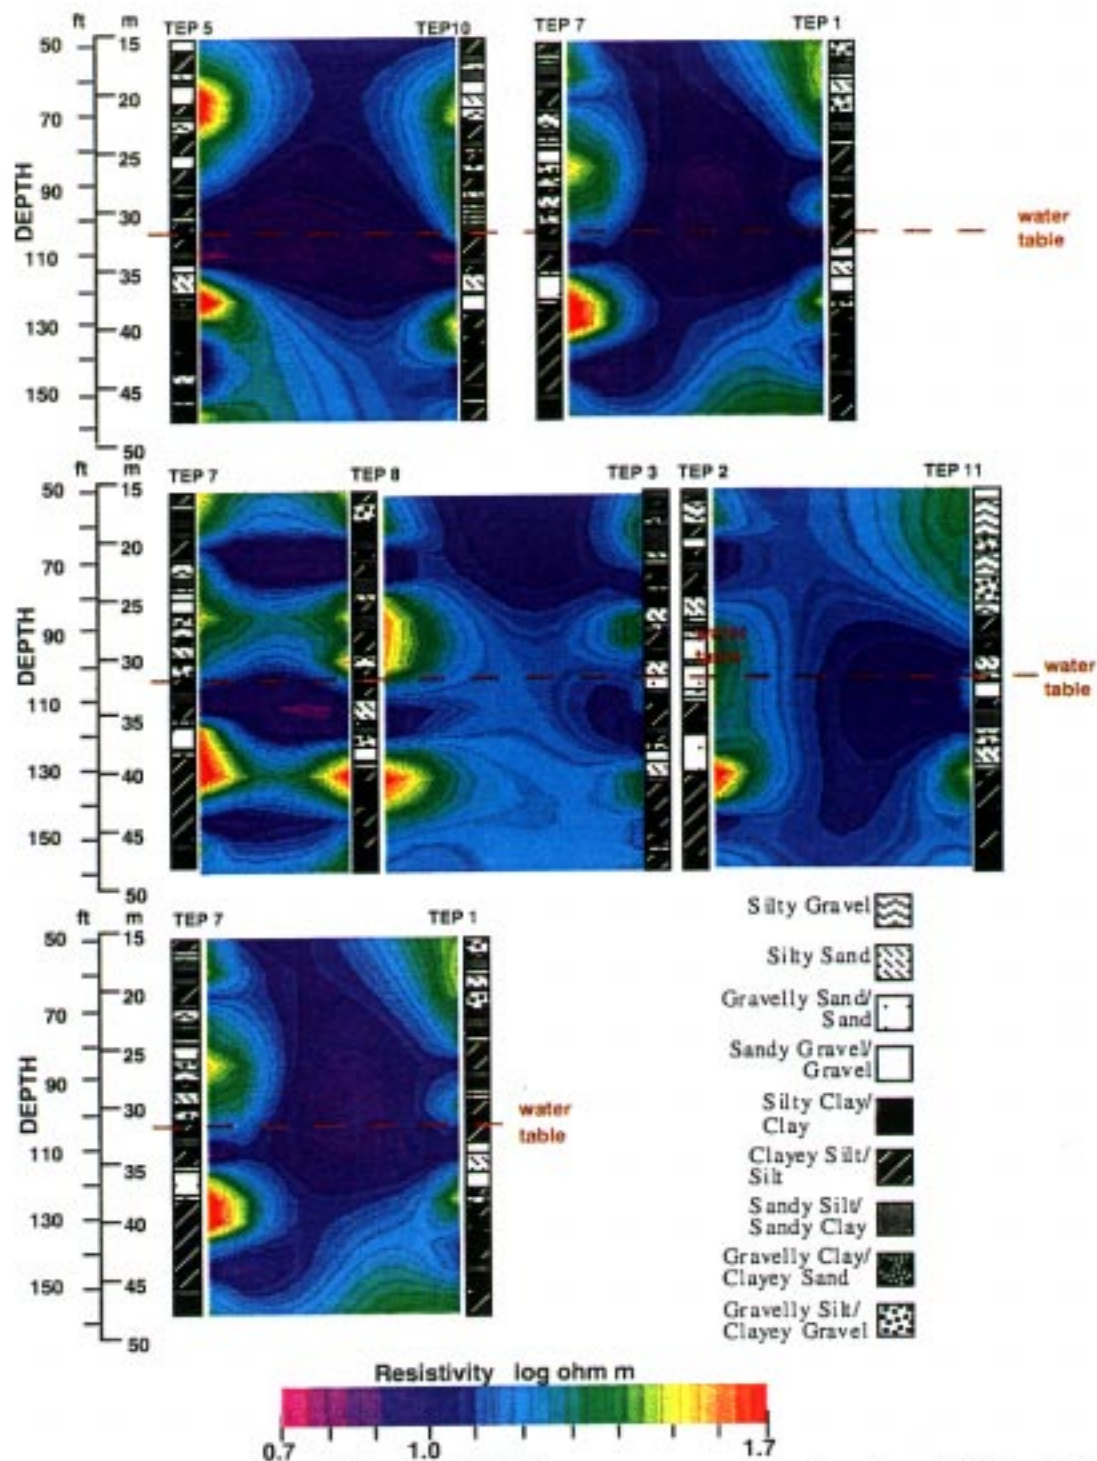 ft m TEP 5 TEP10 TEP 7 TEP 1
50 15
70 20
25
90
30
110
35
130
40
150 45
50
DEPTH
water
table
ft m TEP 7 TEP 8 TEP 3 TEP 2 TEP 11
50 15
20
70
25
90
30
110
35
130
40
150 45
50
DEPTH
water
table
water
table
ft m TEP 7 TEP 1
50 15
70 20
25
90
30
110
35
130
40
150 45
50
DEPTH
water
table
Silty Gravel
Silty Sand
Gravelly Sand/
Sand
Sandy Gravel/
Gravel
Silty Clay/
Clay
Clayey Silt/
Silt
Sandy Silt/
Sandy Clay
Gravelly Clay/
Clayey Sand
Gravelly Silt/
Clayey Gravel
Resistivity log ohm m
0.7 1.0 1.7